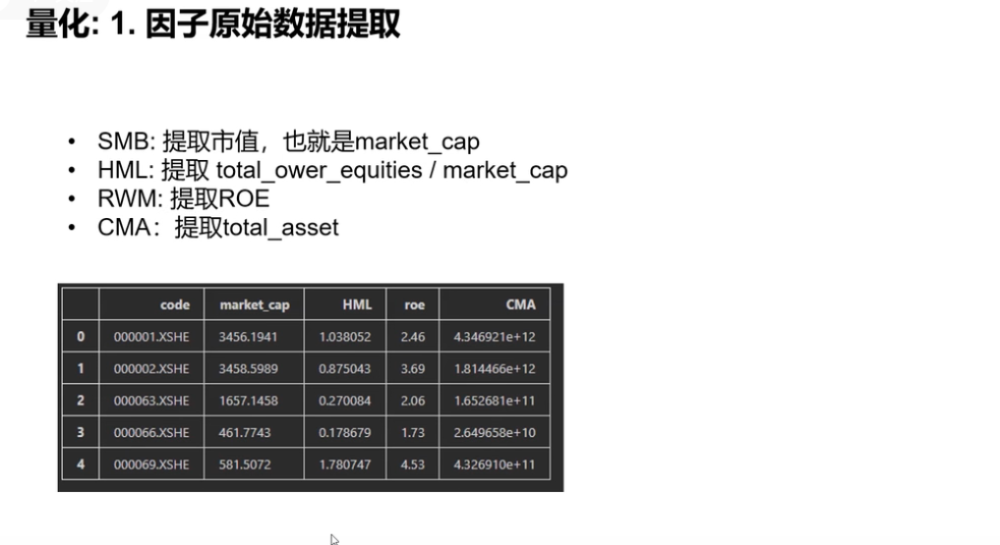 量化: 1. 因子原始数据提取
• SMB: 提取市值，也就是market_cap
• HML: 提取 total_ower_equities / market_cap
• RWM: 提取ROE
• CMA： 提取total_asset
code market_cap HML roe CMA
0 000001.XSHE 3456.1941 1.038052 2.46 4.346921e+12
1 000002.XSHE 3458.5989 0.875043 3.69 1.814466e+12
2 000063.XSHE 1657.1458 0.270084 2.06 1.652681e+11
3 000066.XSHE 461.7743 0.178679 1.73 2.649658e+10
4 000069.XSHE 581.5072 1.780747 4.53 4.326910e+11